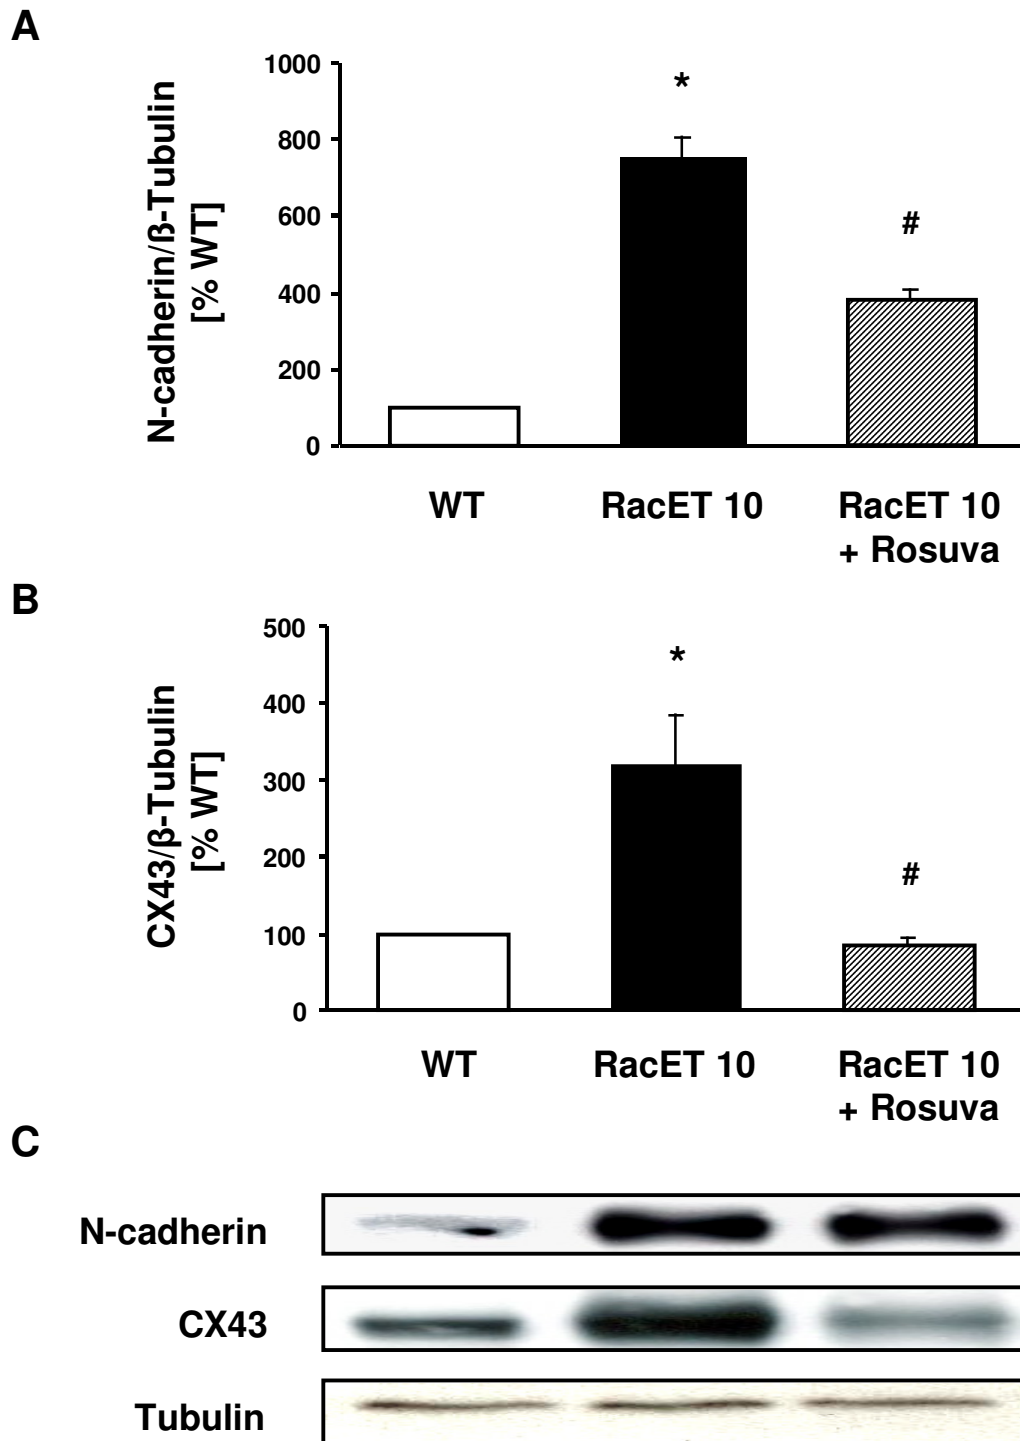 A
N-cadherin/ß-Tubulin
[% WT]
1000
800
600
400
200
0
*
#
WT
RacET 10
RacET 10
+ Rosuva
B
CX43/β-Tubulin
[% WT]
500
400
300
200
100
0
*
#
WT
RacET 10
RacET 10
+ Rosuva
C
N-cadherin
CX43
Tubulin